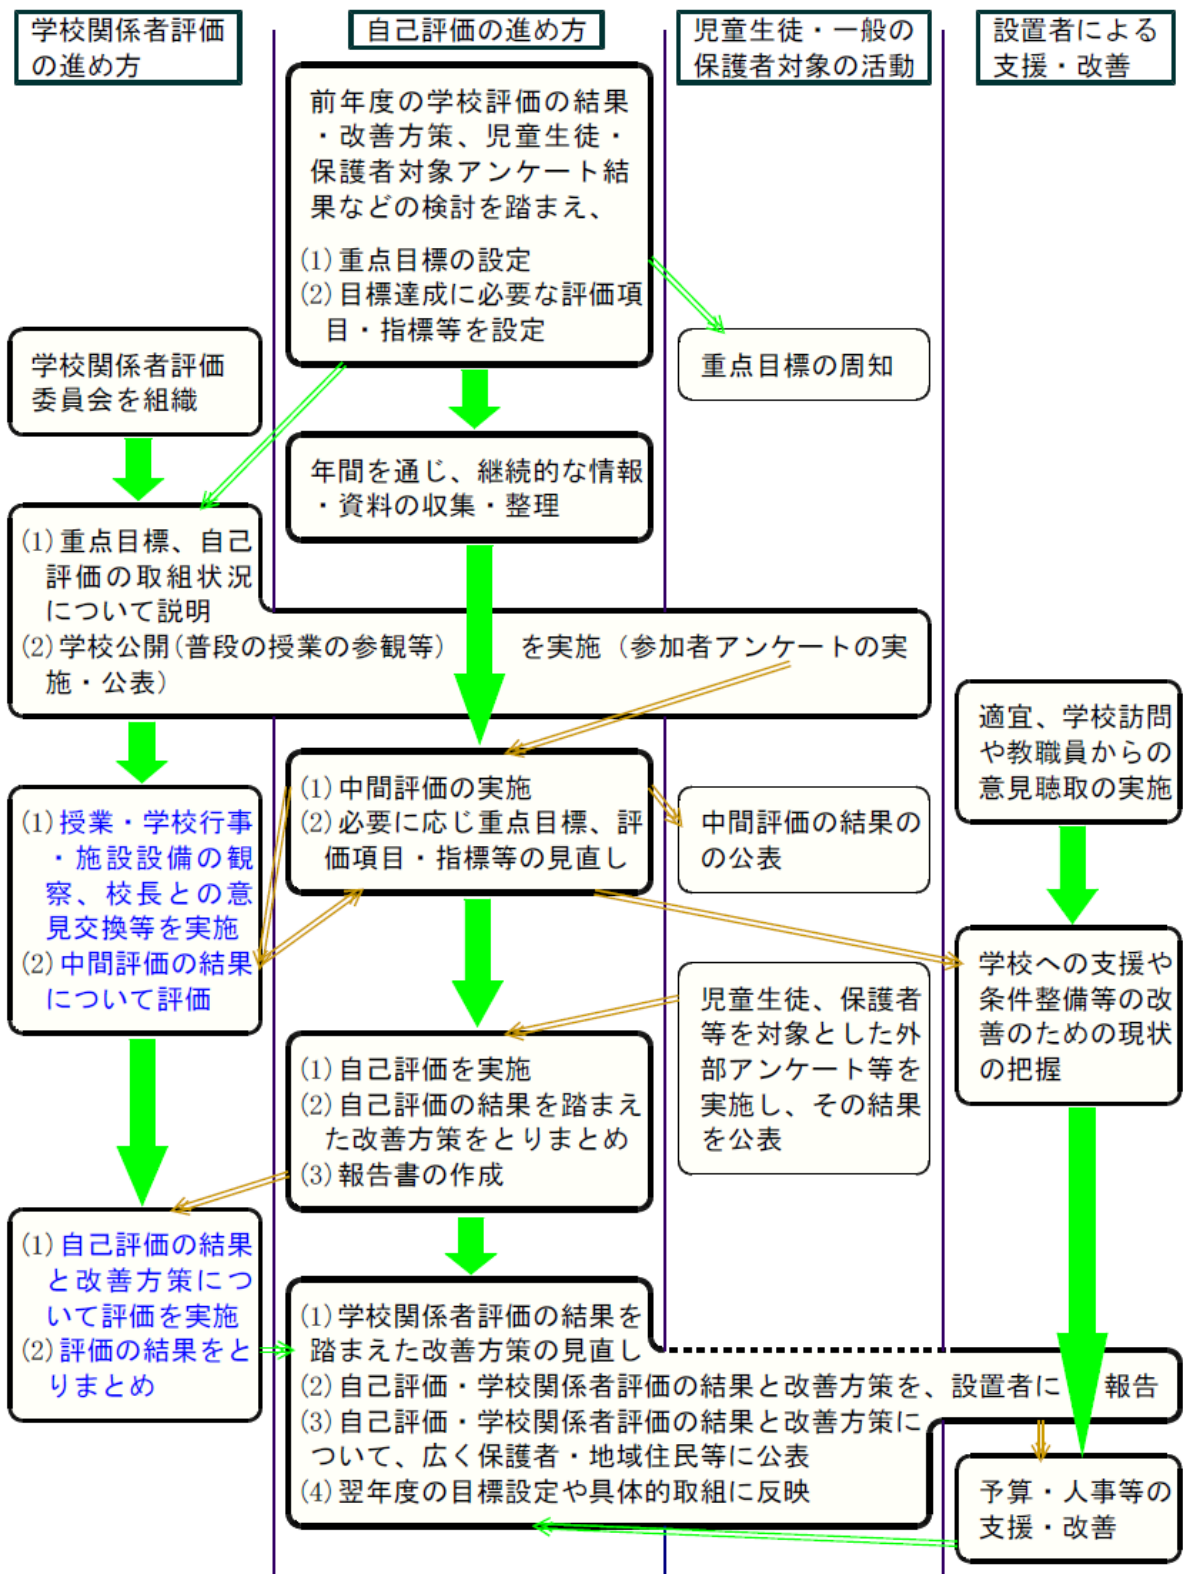 学校関係者評価
の進め方
自己評価の進め方
児童生徒・一般の
保護者対象の活動
設置者による
支援・改善
前年度の学校評価の結果
・改善方策、児童生徒・
保護者対象アンケート結
果などの検討を踏まえ、
(1)重点目標の設定
(2)目標達成に必要な評価項
目・指標等を設定
重点目標の周知
学校関係者評価
委員会を組織
年間を通じ、継続的な情報
・資料の収集・整理
(1)重点目標、自己
評価の取組状況
について説明
(2)学校公開(普段の授業の参観等) を実施(参加者アンケートの実
施・公表)
適宜、学校訪問
や教職員からの
意見聴取の実施
(1)中間評価の実施
(2)必要に応じ重点目標、評
価項目・指標等の見直し
中間評価の結果の
の公表
(1)授業・学校行事
・施設設備の観
察、校長との意
見交換等を実施
(2)中間評価の結果
について評価
学校への支援や
条件整備等の改
善のための現状
の把握
児童生徒、保護者
等を対象とした外
部アンケート等を
実施し、その結果
を公表
(1)自己評価を実施
(2)自己評価の結果を踏まえ
た改善方策をとりまとめ
(3)報告書の作成
(1)自己評価の結果
と改善方策につ
いて評価を実施
(2)評価の結果をと
りまとめ
(1)学校関係者評価の結果を
踏まえた改善方策の見直し
(2)自己評価・学校関係者評価の結果と改善方策を、設置者に 報告
(3)自己評価・学校関係者評価の結果と改善方策に
ついて、広く保護者・地域住民等に公表
(4)翌年度の目標設定や具体的取組に反映
予算・人事等の
支援・改善